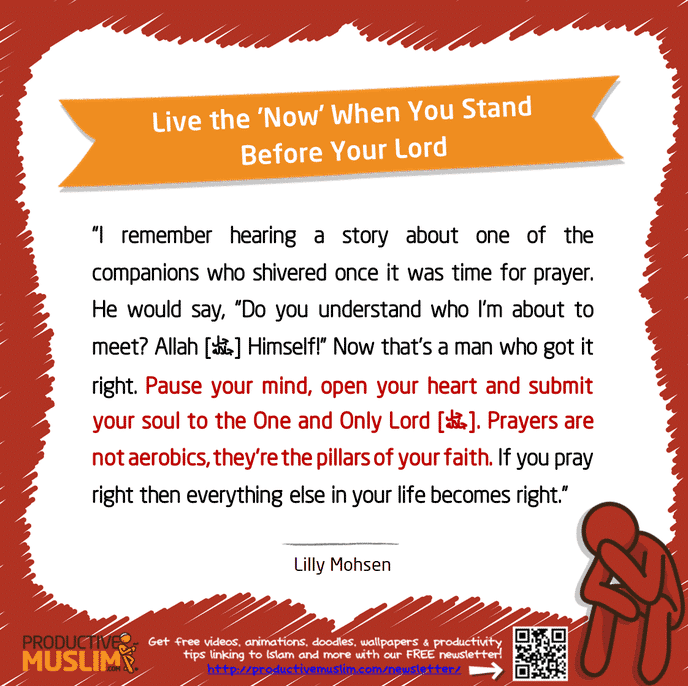 Live the 'Now' When You Stand
Before Your Lord
"I remember hearing a story about one of the
companions who shivered once it was time for prayer.
He would say, "Do you understand who I'm about to
meet? Allah [ﷻ] Himself!" Now that's a man who got it
right. Pause your mind, open your heart and submit
your soul to the One and Only Lord [ﷻ]. Prayers are
not aerobics, they're the pillars of your faith. If you pray
right then everything else in your life becomes right."
Lilly Mohsen
PRODUCTIVE
MUSLIM.COM
Get free videos, animations, doodles, wallpapers & productivity
tips linking to Islam and more with our FREE newsletter!
http://productivemuslim.com/newsletter/